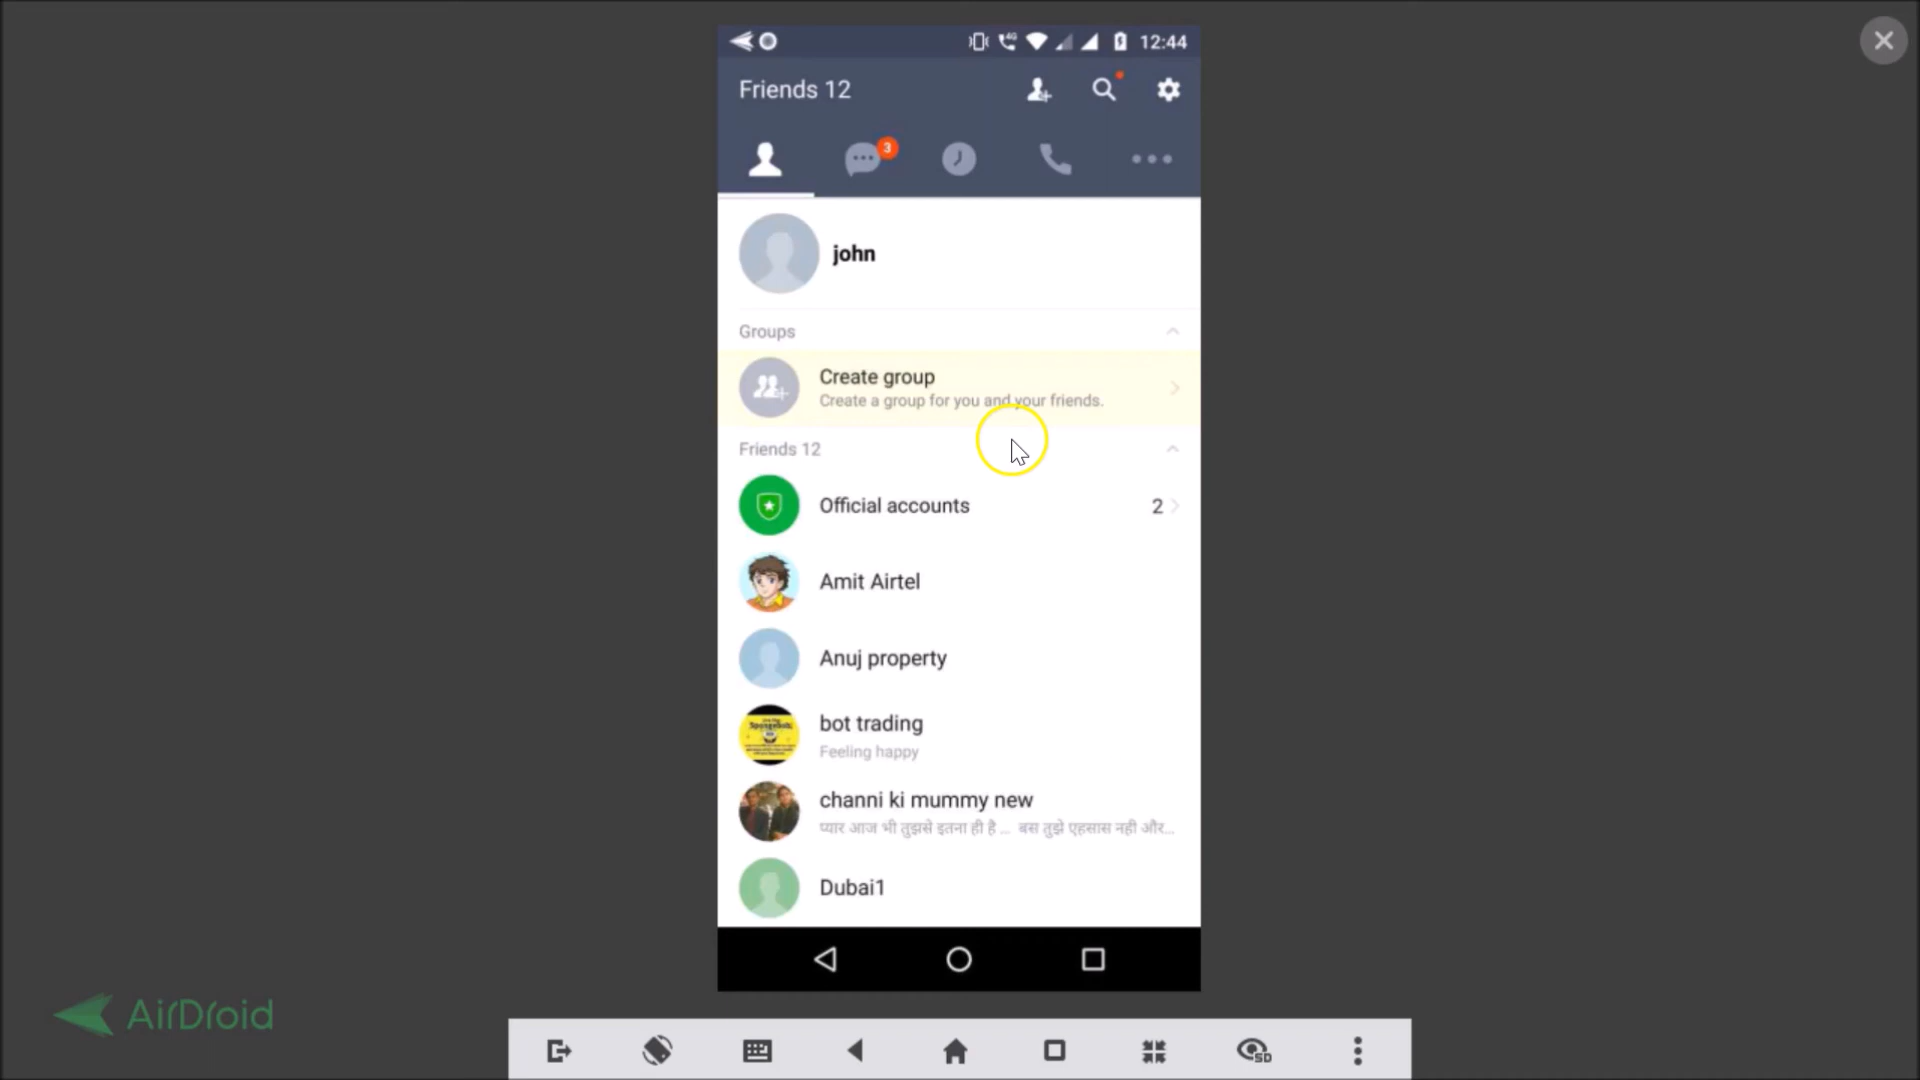 4G 12:44
Friends 12
3
john
Groups
Create group
Create a group for you and your friends.
Friends 12
Official accounts 2
Amit Airtel
Anuj property
bot trading
Feeling happy
channi ki mummy new
प्यार आज भी तुझसे इतना ही है ... बस तुझे एहसास नही और...
Dubai1
AirDroid
SD